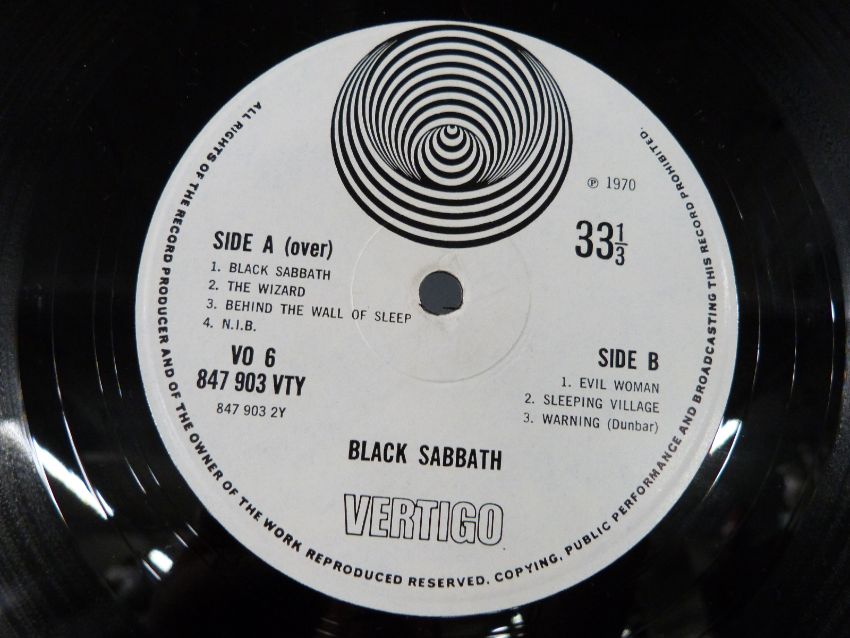 ℗ 1970
33⅓
SIDE A (over)
1. BLACK SABBATH
2. THE WIZARD
3. BEHIND THE WALL OF SLEEP
4. N.I.B.
VO 6
847 903 VTY
847 903 2Y
SIDE B
1. EVIL WOMAN
2. SLEEPING VILLAGE
3. WARNING (Dunbar)
BLACK SABBATH
VERTIGO
ALL RIGHTS OF THE RECORD PRODUCER AND OF THE OWNER OF THE WORK REPRODUCED RESERVED. COPYING, PUBLIC PERFORMANCE AND BROADCASTING THIS RECORD PROHIBITED.